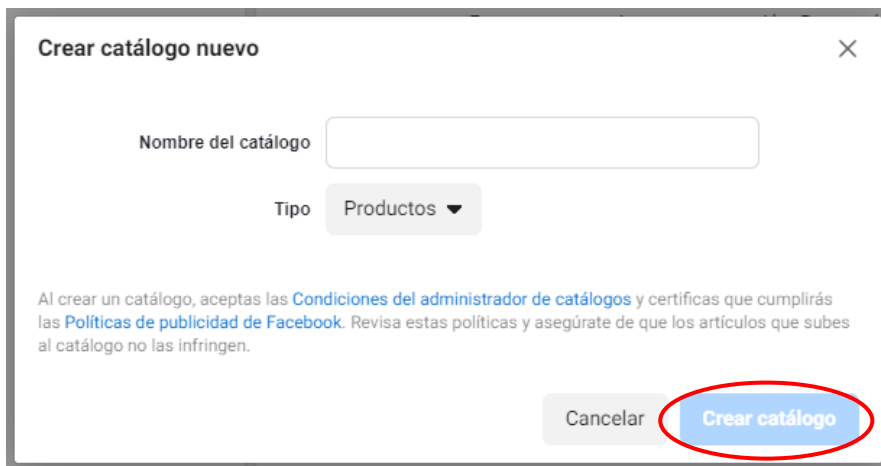 Crear catálogo nuevo
Nombre del catálogo
Tipo
Productos
Al crear un catálogo, aceptas las Condiciones del administrador de catálogos y certificas que cumplirás
las Políticas de publicidad de Facebook. Revisa estas políticas y asegúrate de que los artículos que subes
al catálogo no las infringen.
Cancelar
Crear catálogo